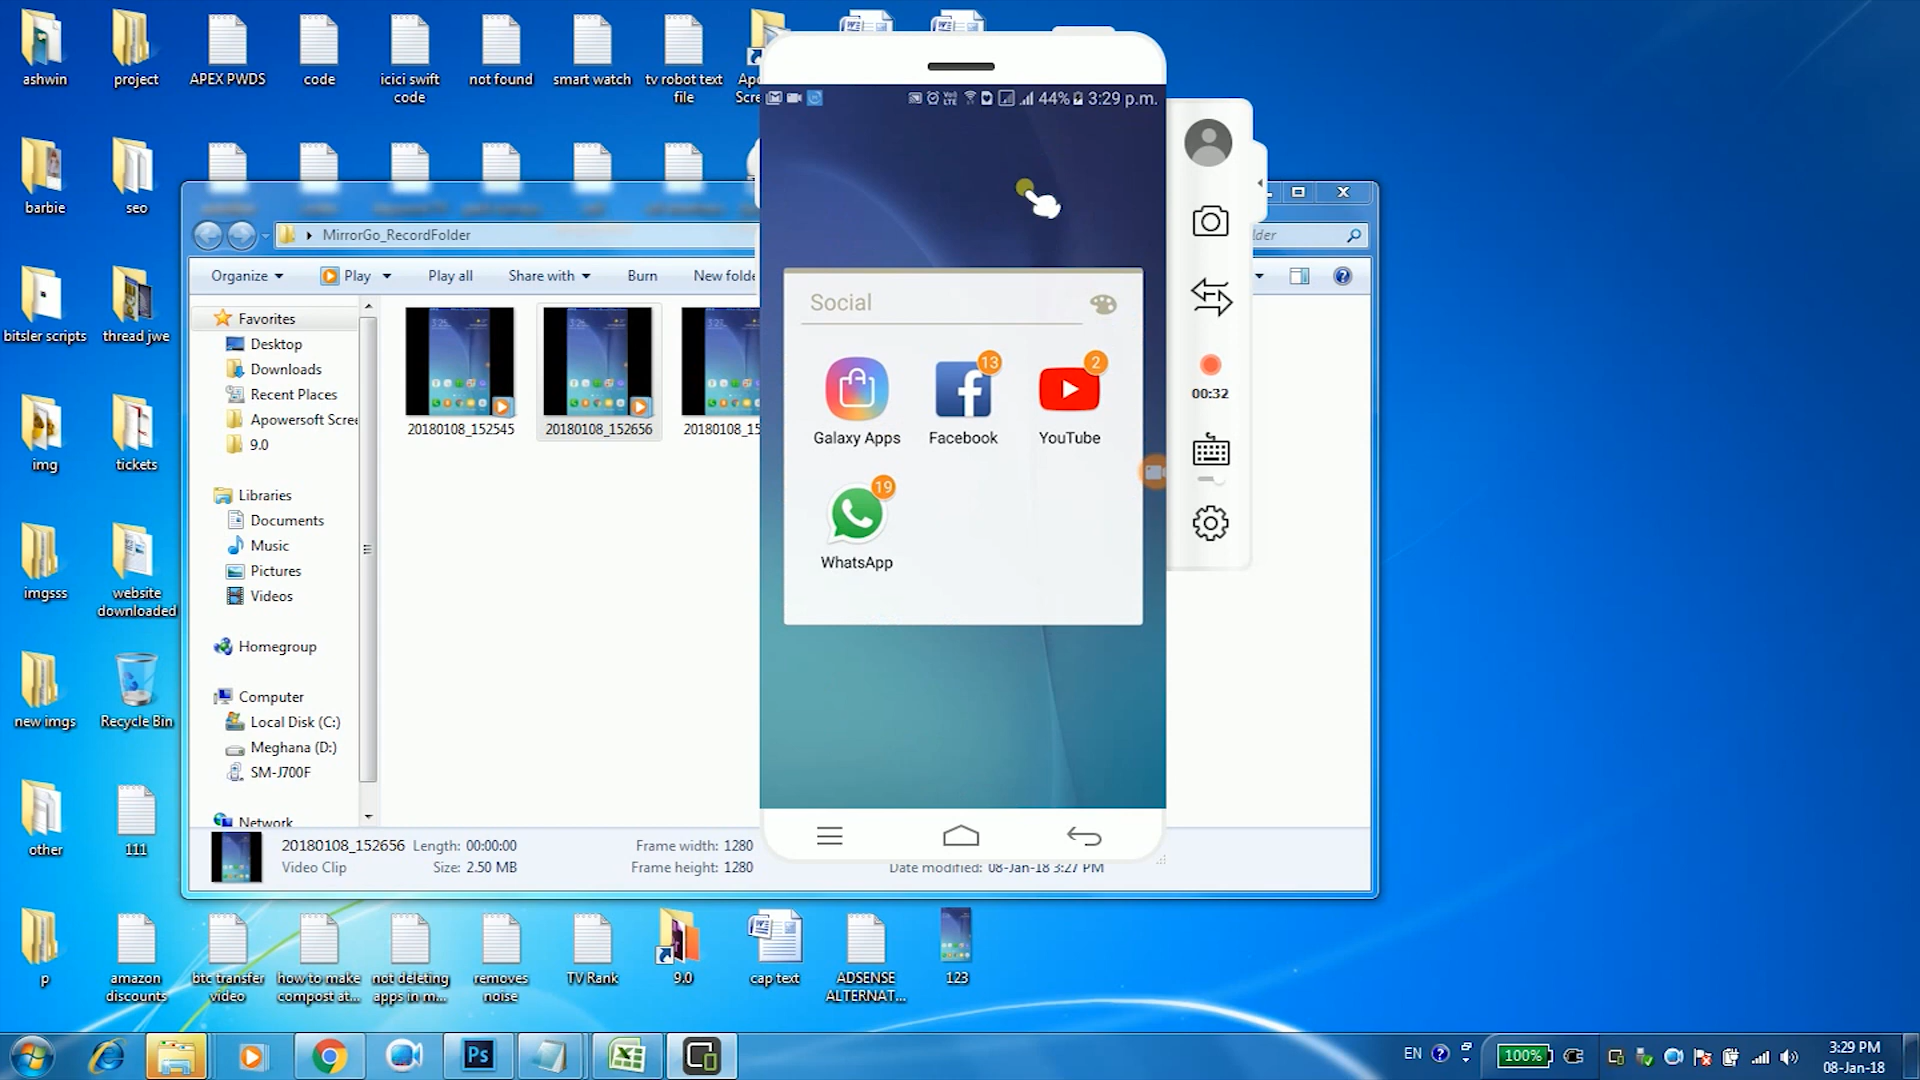 ashwin
project
APEX PWDS
code
icici swift
code
not found
smart watch
tv robot text
file
barbie
seo
bitsler scripts
thread jwe
img
tickets
imgsss
website
downloaded
new imgs
Recycle Bin
other
111
MirrorGo_RecordFolder
Organize
Play
Play all
Share with
Burn
New folde
Favorites
Desktop
Downloads
Recent Places
Apowersoft Scree
9.0
Libraries
Documents
Music
Pictures
Videos
Homegroup
Computer
Local Disk (C:)
Meghana (D:)
SM-J700F
Network
20180108_152545
20180108_152656
20180108_15
20180108_152656 Length: 00:00:00 Frame width: 1280
Video Clip Size: 2.50 MB Frame height: 1280 Date modified: 08-Jan-18 3:27 PM
VoI LTE 44% 3:29 p.m.
Social
13
2
Galaxy Apps Facebook YouTube
19
WhatsApp
00:32
p
amazon
discounts
btc transfer
video
how to make
compost at...
not deleting
apps in m...
removes
noise
TV Rank
9.0
cap text
ADSENSE
ALTERNAT...
123
Ps
EN
100%
3:29 PM
08-Jan-18